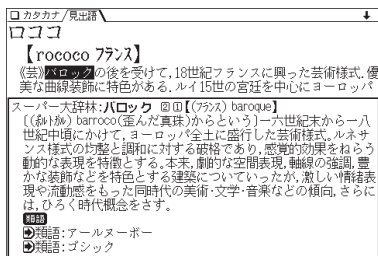 カタカナ/見出語
ロココ
【rococo フランス】
《芸》バロックの後を受けて,18世紀フランスに興った芸術様式.優
美な曲線装飾に特色がある.ルイ15世の宮廷を中心にヨーロッパ
スーパー大辞林:バロック ②①【(フランス) baroque】
〔(ポルトガル) barroco(歪んだ真珠)からという〕一六世紀末から一八
世紀中頃にかけて,ヨーロッパ全土に盛行した芸術様式。ルネサ
ンス様式の均整と調和に対する破格であり,感覚的効果をねらう
動的な表現を特徴とする。本来,劇的な空間表現,軸線の強調,豊
かな装飾などを特色とする建築についていったが,激しい情緒表
現や流動感をもった同時代の美術・文学・音楽などの傾向,さらに
は,ひろく時代概念をさす。
類語
類語:アールヌーボー
類語:ゴシック